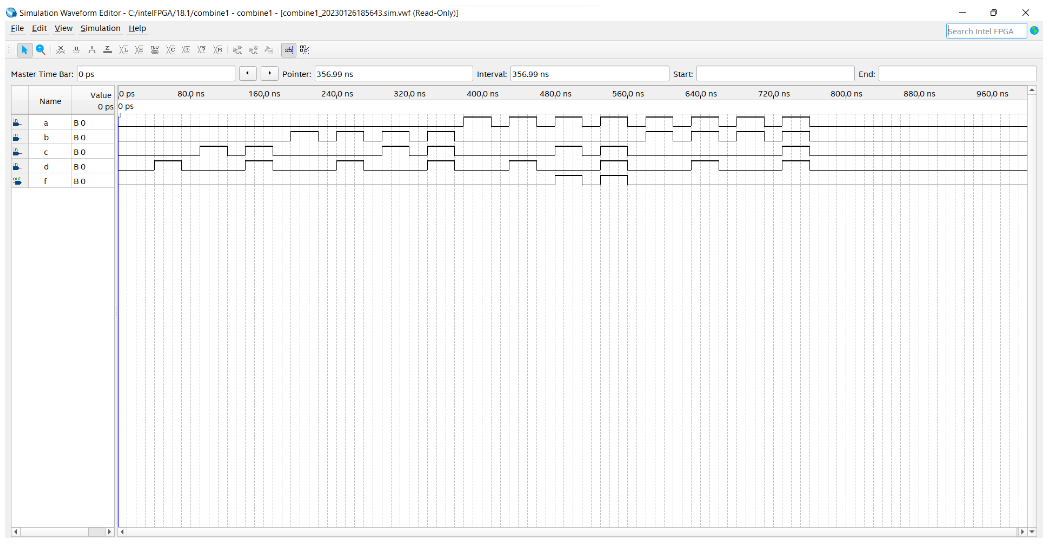 Simulation Waveform Editor - C:/intelFPGA/18.1/combine1 - combine1 - [combine1_20230126185643.sim.vwf (Read-Only)]
File Edit View Simulation Help Search Intel FPGA
Master Time Bar: 0 ps Pointer: 356.99 ns Interval: 356.99 ns Start: End:
Name Value 0 ps 0 ps 80.0 ns 160.0 ns 240.0 ns 320.0 ns 400.0 ns 480.0 ns 560.0 ns 640.0 ns 720.0 ns 800.0 ns 880.0 ns 960.0 ns
0 ps
a B 0
b B 0
c B 0
d B 0
f B 0